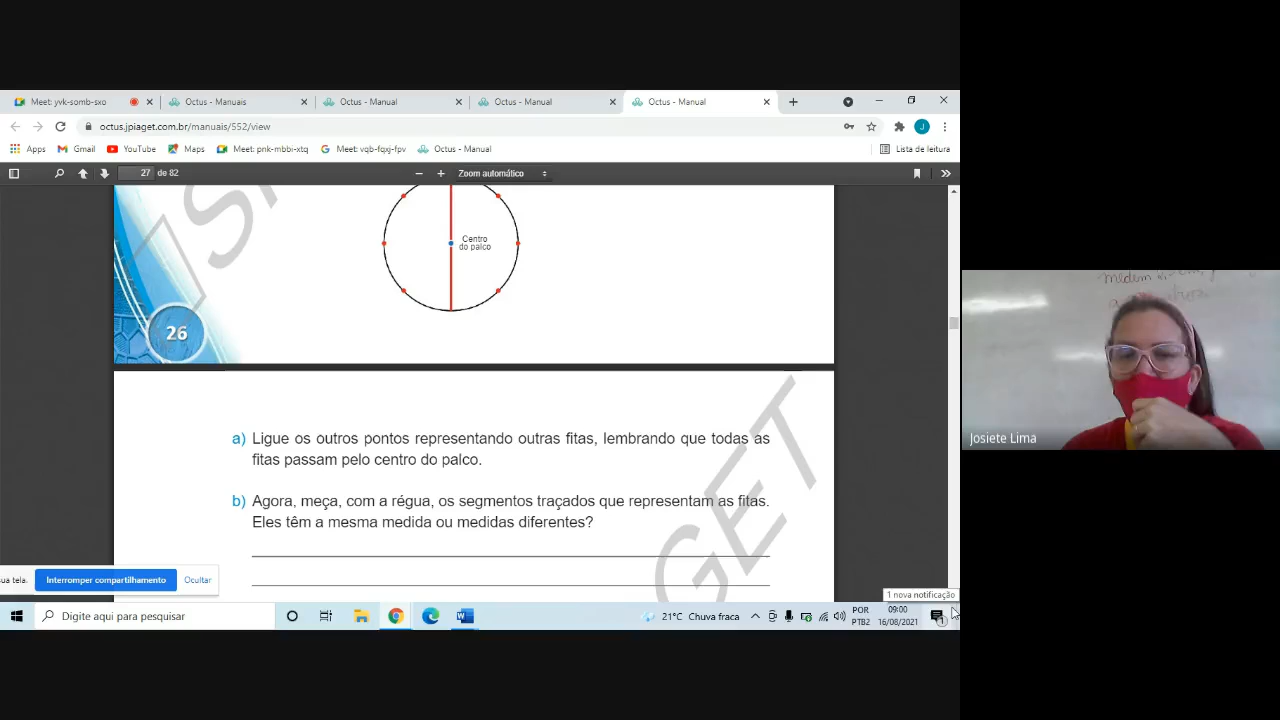 Meet: yvk-somb-sxo
Octus - Manuais
Octus - Manual
Octus - Manual
Octus - Manual
octus.jpiaget.com.br/manuais/552/view
Apps
Gmail
YouTube
Maps
Meet: pnk-mbbi-xtq
Meet: vqb-fqxj-fpv
Octus - Manual
Lista de leitura
27 de 82
Zoom automático
Centro
do palco
26
a) Ligue os outros pontos representando outras fitas, lembrando que todas as
fitas passam pelo centro do palco.
b) Agora, meça, com a régua, os segmentos traçados que representam as fitas.
Eles têm a mesma medida ou medidas diferentes?
GET
sua tela.
Interromper compartilhamento
Ocultar
1 nova notificação
Digite aqui para pesquisar
21°C Chuva fraca
POR
PTB2
09:00
16/08/2021
1
medem
Josiete Lima